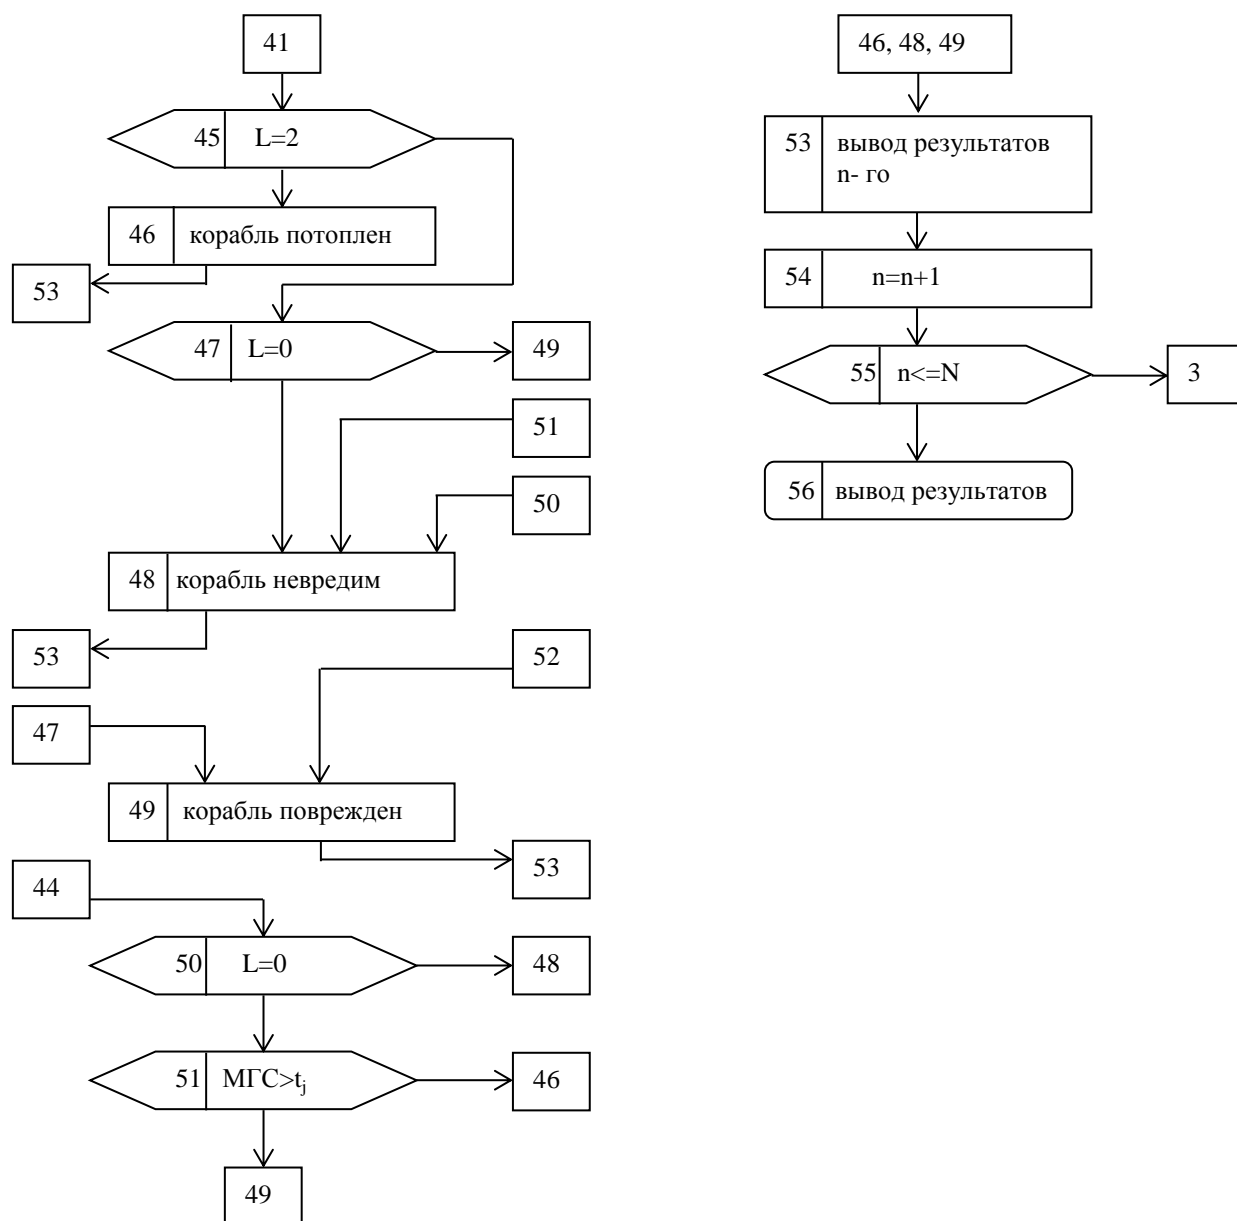 41
45 L=2
46 корабль потоплен
53
47 L=0
49
51
50
48 корабль невредим
53
52
47
49 корабль поврежден
53
44
50 L=0
48
51 МГС>tj
46
49
46, 48, 49
53 вывод результатов
n- го
54 n=n+1
55 n<=N
3
56 вывод результатов